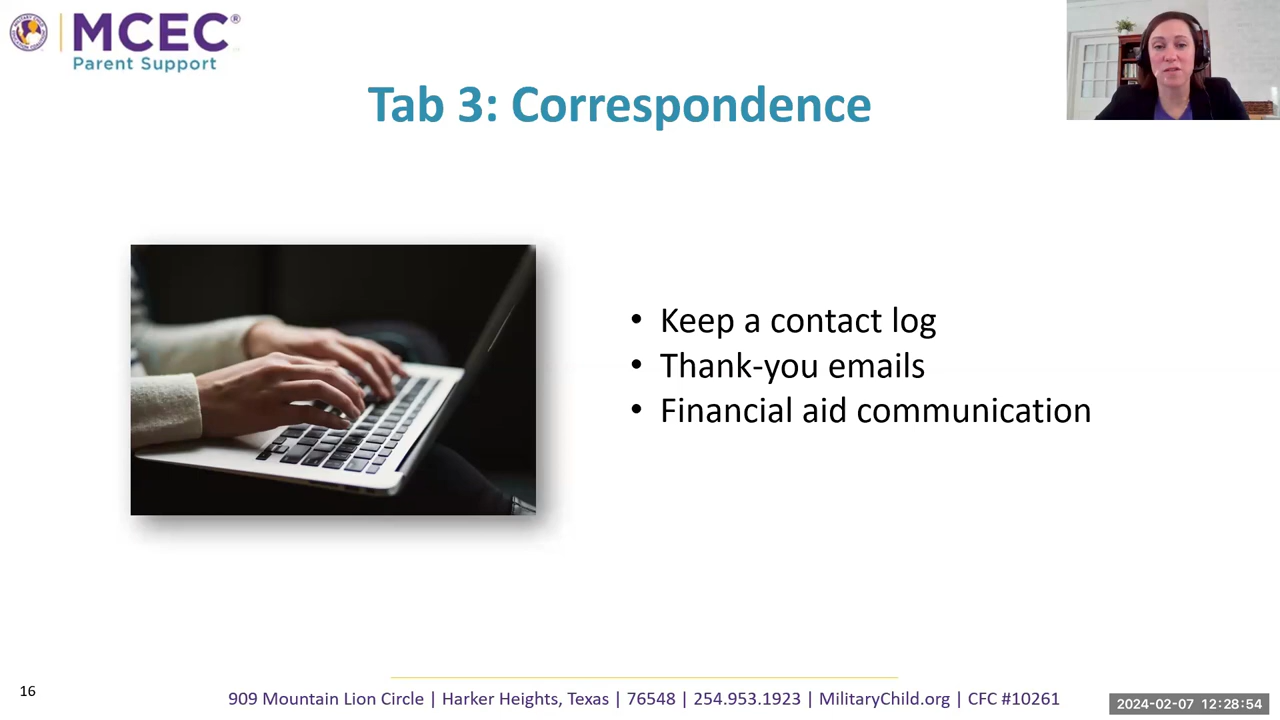 MCEC®
Parent Support
Tab 3: Correspondence
• Keep a contact log
• Thank-you emails
• Financial aid communication
16
909 Mountain Lion Circle | Harker Heights, Texas | 76548 | 254.953.1923 | MilitaryChild.org | CFC #10261
2024-02-07 12:28:54